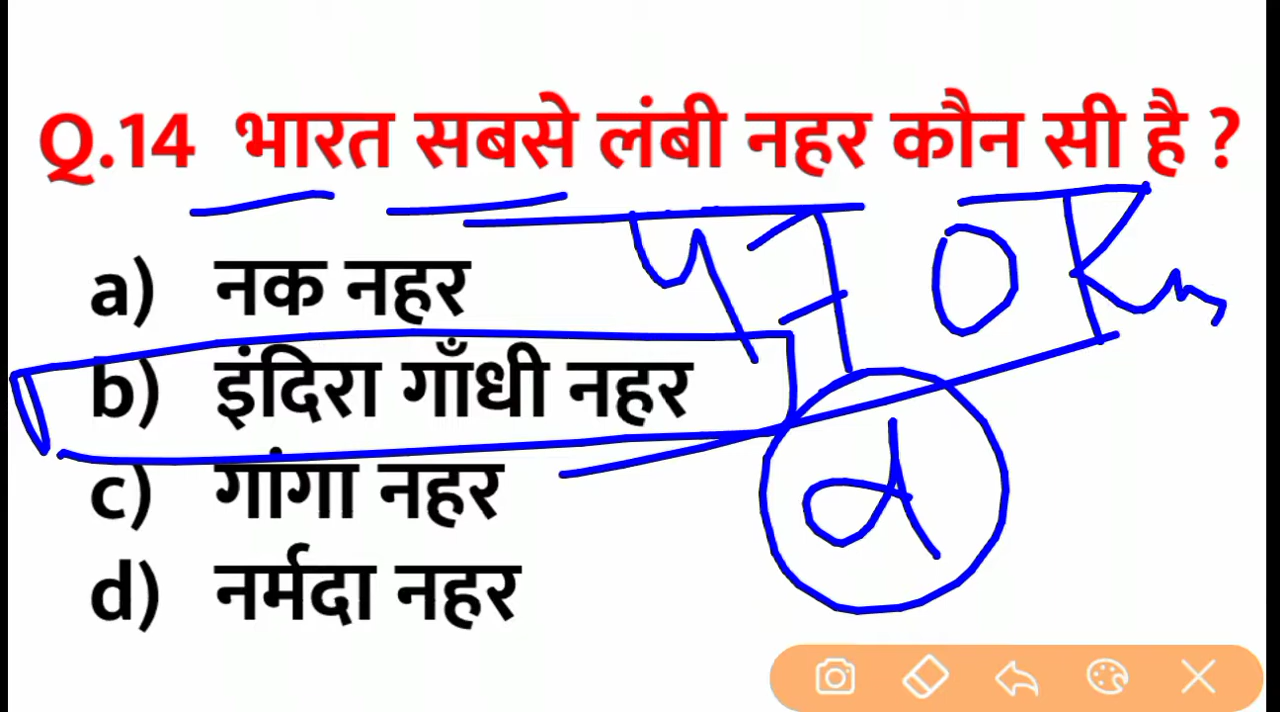 Q.14 भारत सबसे लंबी नहर कौन सी है ?
a) नक नहर
b) इंदिरा गाँधी नहर
c) गांगा नहर
d) नर्मदा नहर